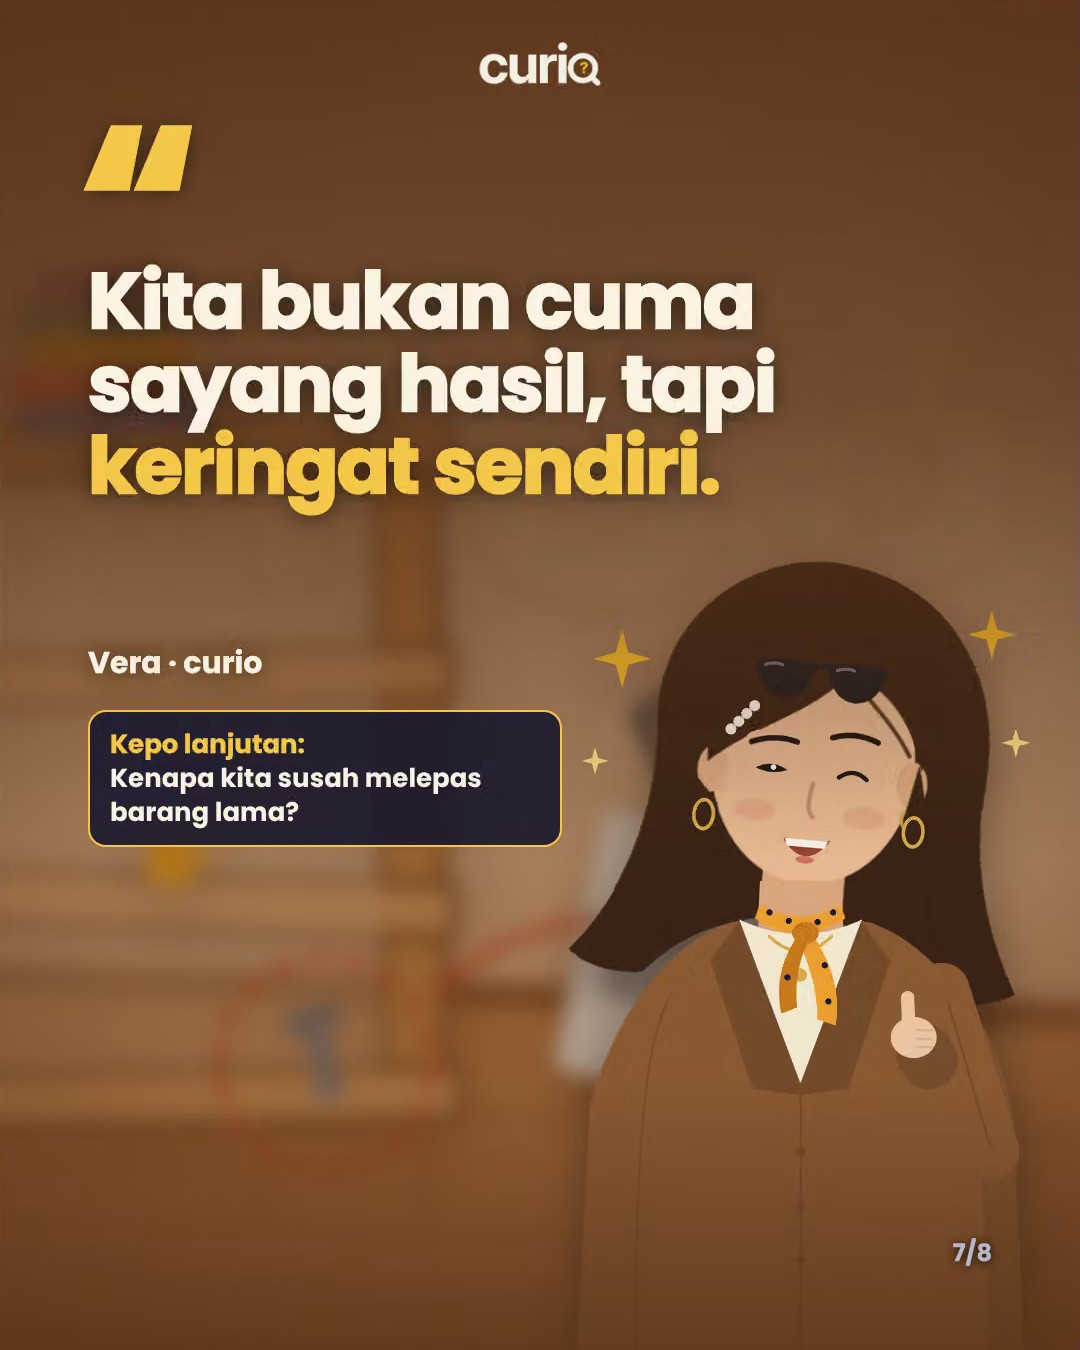 curio
Kita bukan cuma
sayang hasil, tapi
keringat sendiri.
Vera · curio
Kepo lanjutan:
Kenapa kita susah melepas
barang lama?
7/8